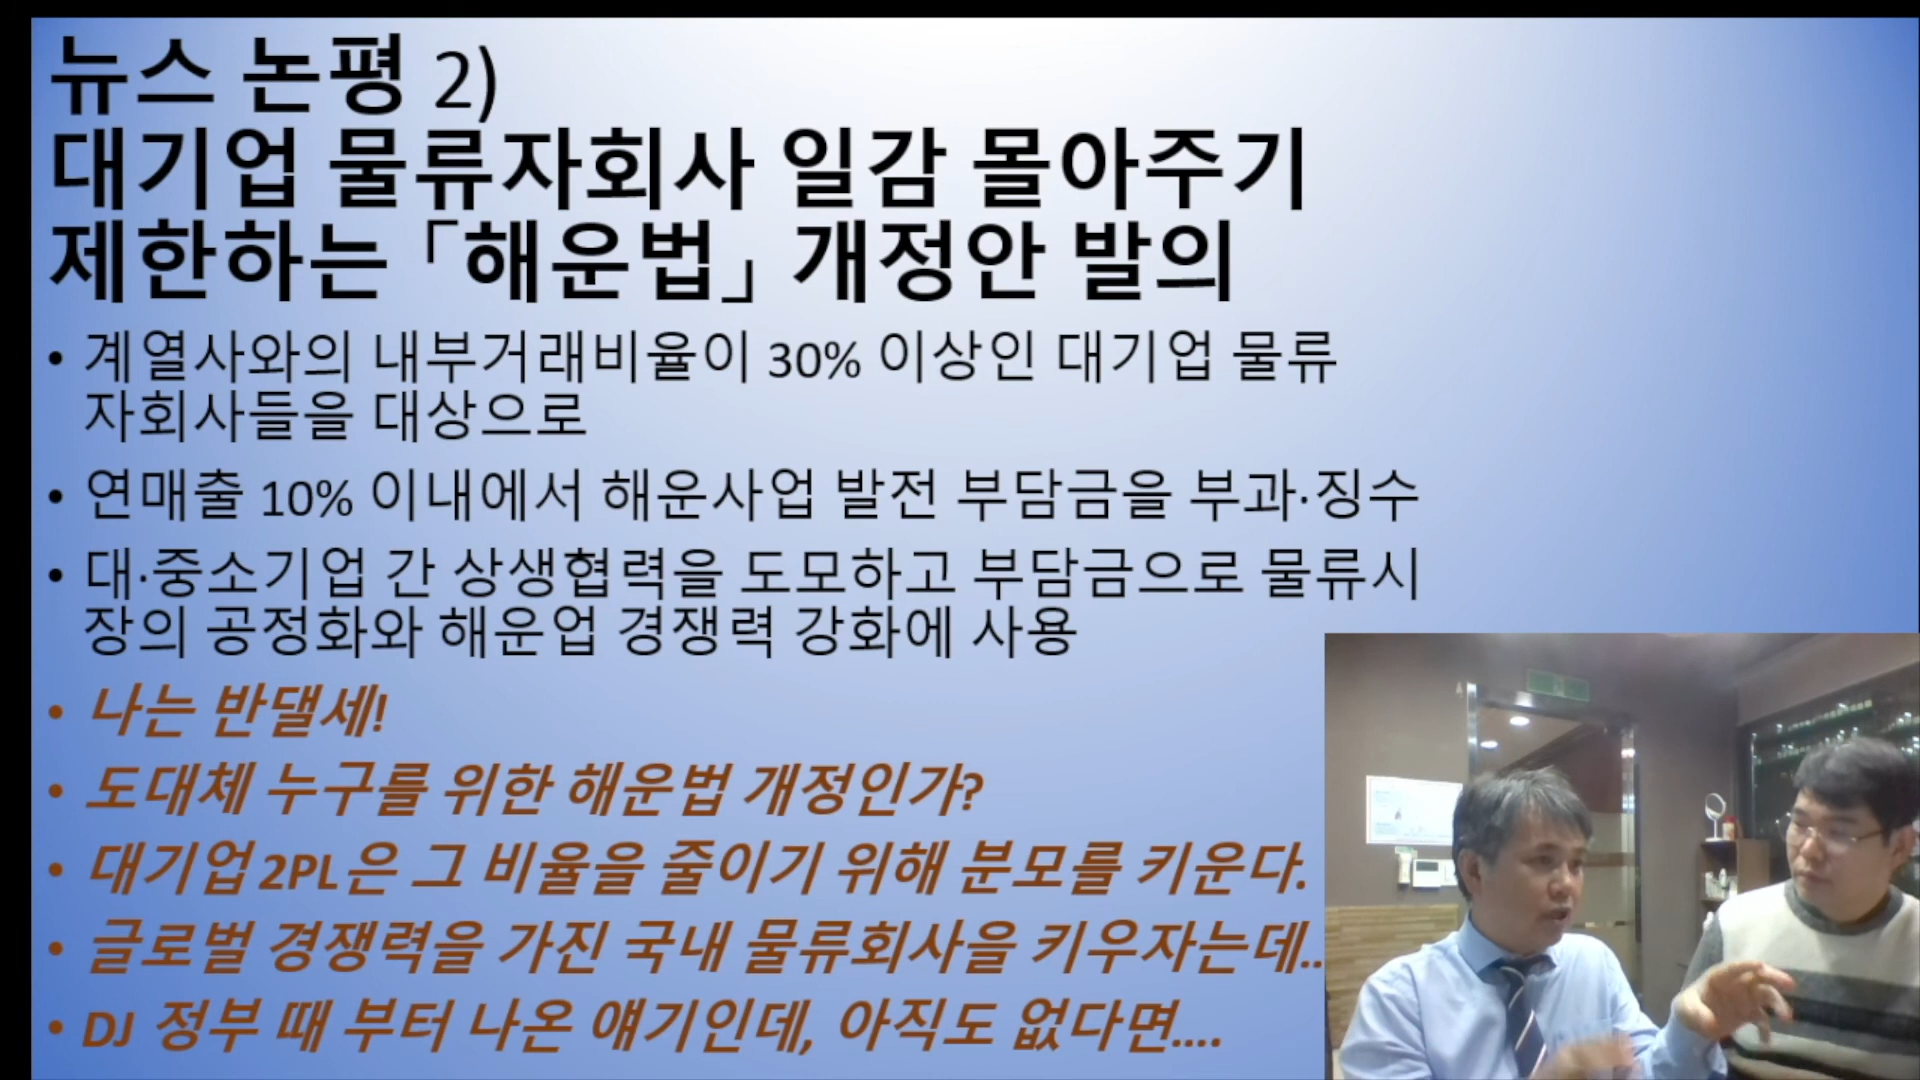 뉴스 논평 2)
대기업 물류자회사 일감 몰아주기
제한하는 「해운법」 개정안 발의
• 계열사와의 내부거래비율이 30% 이상인 대기업 물류
자회사들을 대상으로
• 연매출 10% 이내에서 해운사업 발전 부담금을 부과·징수
• 대·중소기업 간 상생협력을 도모하고 부담금으로 물류시
장의 공정화와 해운업 경쟁력 강화에 사용
• 나는 반댈세!
• 도대체 누구를 위한 해운법 개정인가?
• 대기업 2PL은 그 비율을 줄이기 위해 분모를 키운다.
• 글로벌 경쟁력을 가진 국내 물류회사을 키우자는데..
• DJ 정부 때 부터 나온 얘기인데, 아직도 없다면....